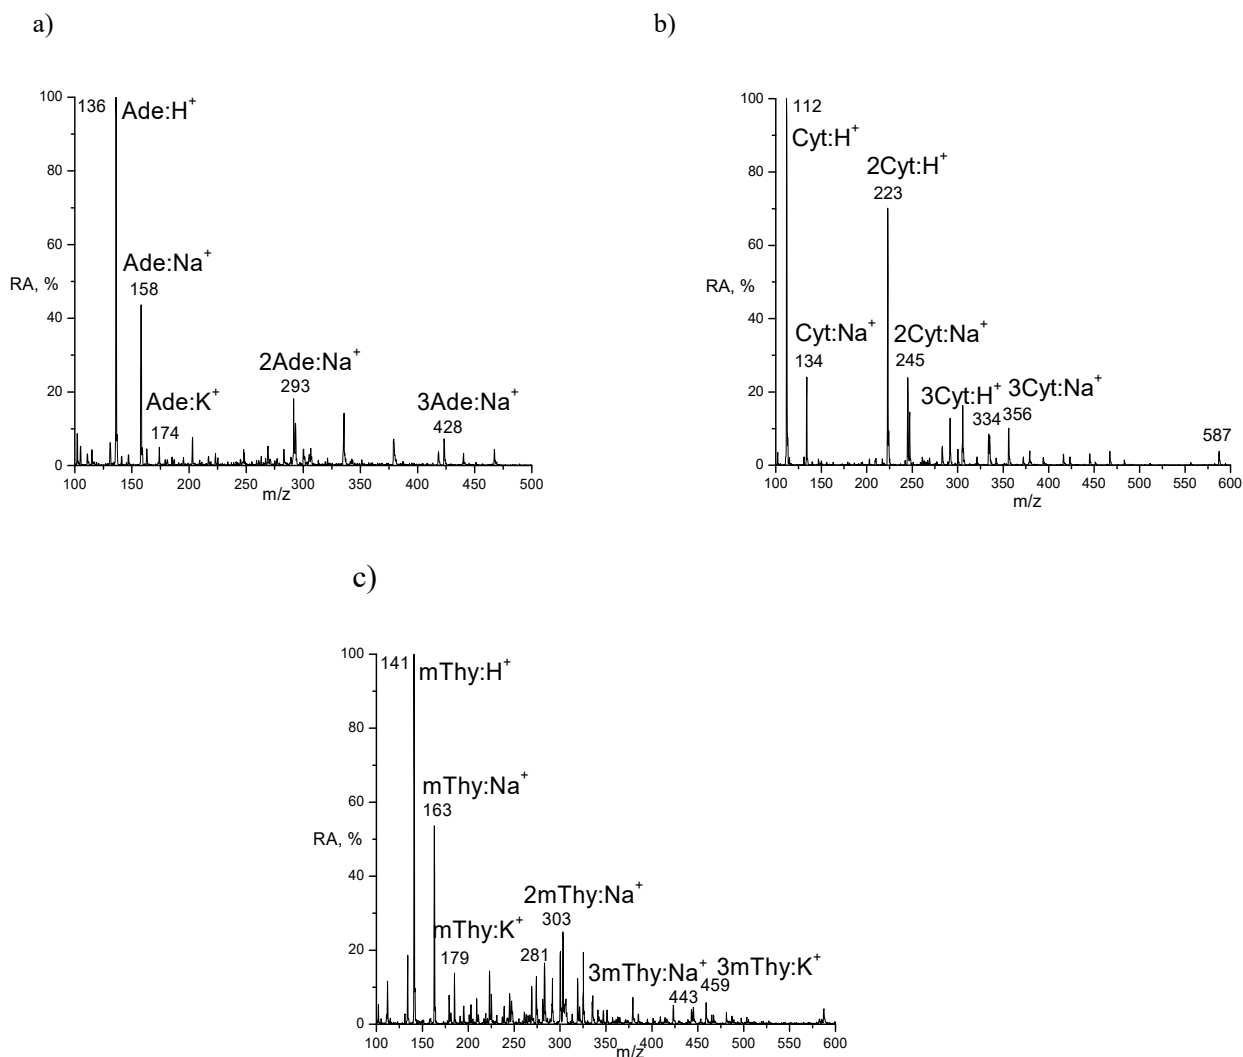 a)
100
80
60
40
20
0
RA, %
136 Ade:H⁺
Ade:Na⁺
158
Ade:K⁺
174
2Ade:Na⁺
293
3Ade:Na⁺
428
100 150 200 250 300 350 400 450 500
m/z
b)
100
80
60
40
20
0
RA, %
112
Cyt:H⁺
2Cyt:H⁺
223
Cyt:Na⁺
134
2Cyt:Na⁺
245
3Cyt:H⁺
334
3Cyt:Na⁺
356
587
100 150 200 250 300 350 400 450 500 550 600
m/z
c)
100
80
60
40
20
0
RA, %
141 mThy:H⁺
mThy:Na⁺
163
mThy:K⁺
179
281
2mThy:Na⁺
303
3mThy:Na⁺
443
3mThy:K⁺
459
100 150 200 250 300 350 400 450 500 550 600
m/z